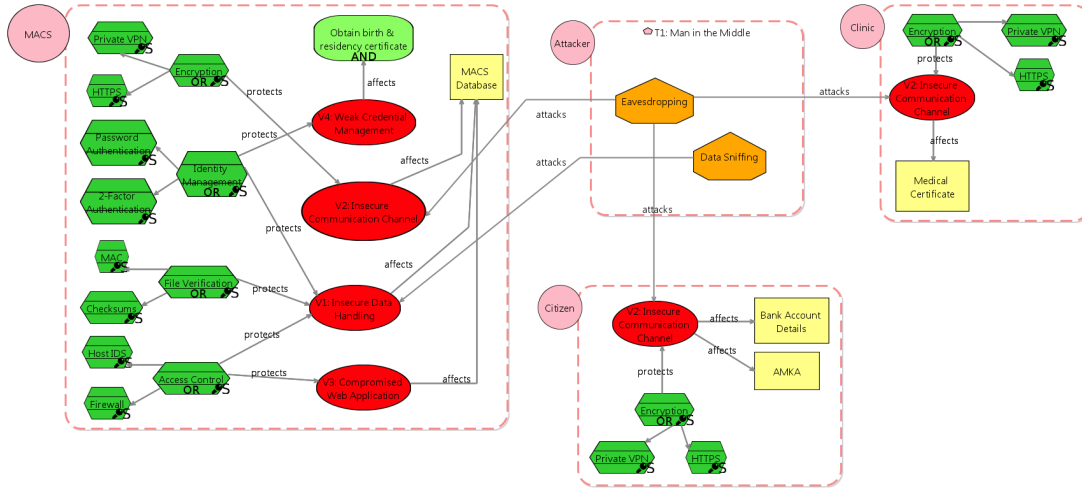 MACS
Private VPN
S
HTTPS
S
Encryption
OR S
Password
Authentication
S
2-Factor
Authentication
S
Identity
Management
OR S
MAC
S
File Verification
OR S
Checksums
S
Host IDS
S
Access Control
OR S
Firewall
S
Obtain birth &
residency certificate
AND
affects
V4: Weak Credential
Management
MACS
Database
protects
protects
affects
V2: Insecure
Communication Channel
protects
affects
protects
V1: Insecure Data
Handling
protects
protects
V3: Compromised
Web Application
affects
Attacker
T1: Man in the Middle
Eavesdropping
Data Sniffing
attacks
attacks
attacks
attacks
Clinic
Encryption
OR S
Private VPN
S
HTTPS
S
protects
V2: Insecure
Communication
Channel
affects
Medical
Certificate
Citizen
V2: Insecure
Communication
Channel
affects
Bank Account
Details
affects
AMKA
protects
Encryption
OR S
Private VPN
S
HTTPS
S